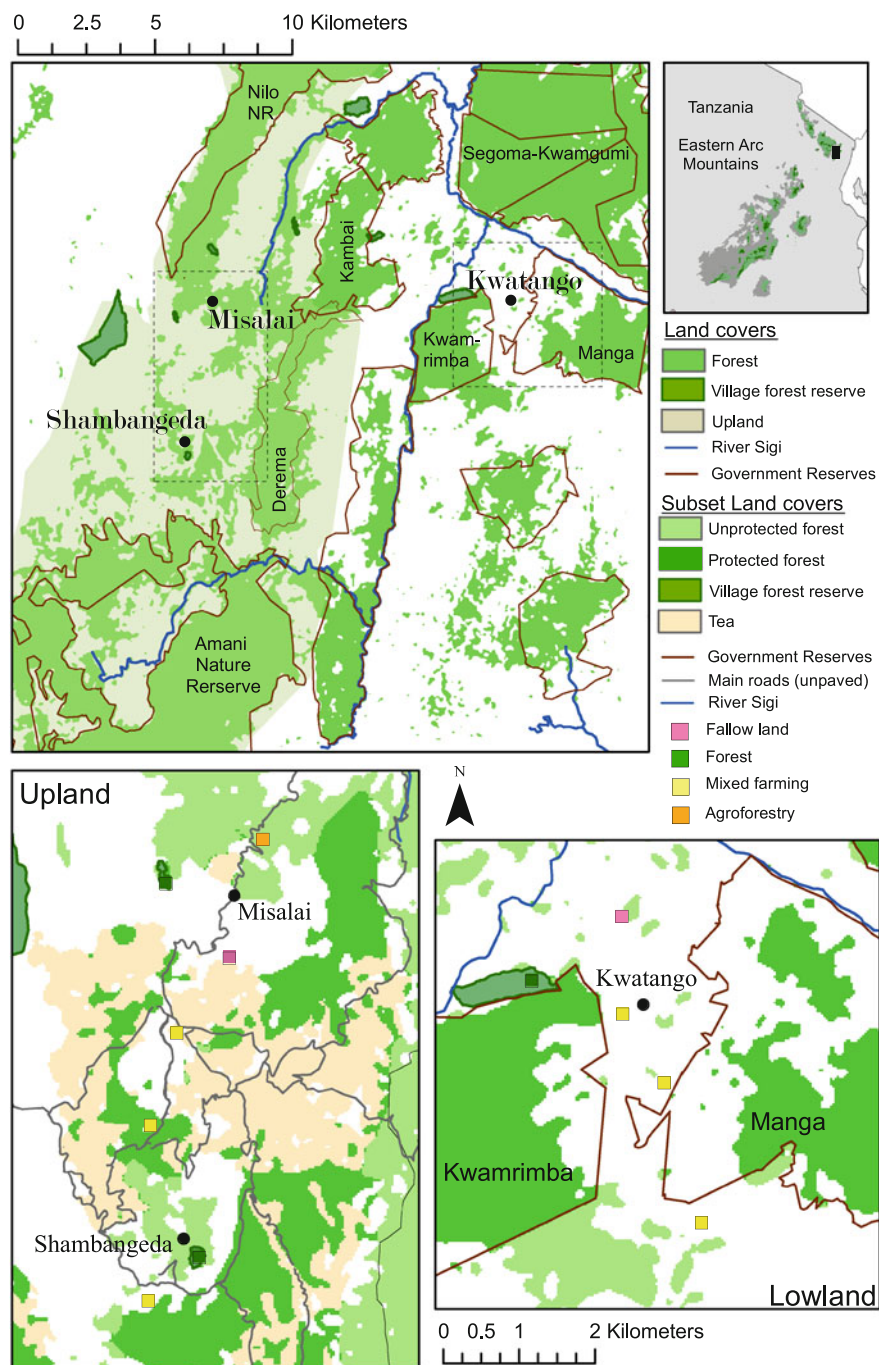 0 5 10 Kilometers
Nilo
NR
Segoma-Kwamgumi
Kambai
Misalai
Kwatango
Kwam-
rimba
Manga
Shambangeda
Derema
Amani
Nature
Rerserve
Tanzania
Eastern Arc
Mountains
Land covers
Forest
Village forest reserve
Upland
River Sigi
Government Reserves
Subset Land covers
Unprotected forest
Protected forest
Village forest reserve
Tea
Government Reserves
Main roads (unpaved)
River Sigi
Fallow land
Forest
Mixed farming
Agroforestry
Upland
Misalai
Shambangeda
N
Kwatango
Kwamrimba
Manga
Lowland
0 0.5 1 2 Kilometers